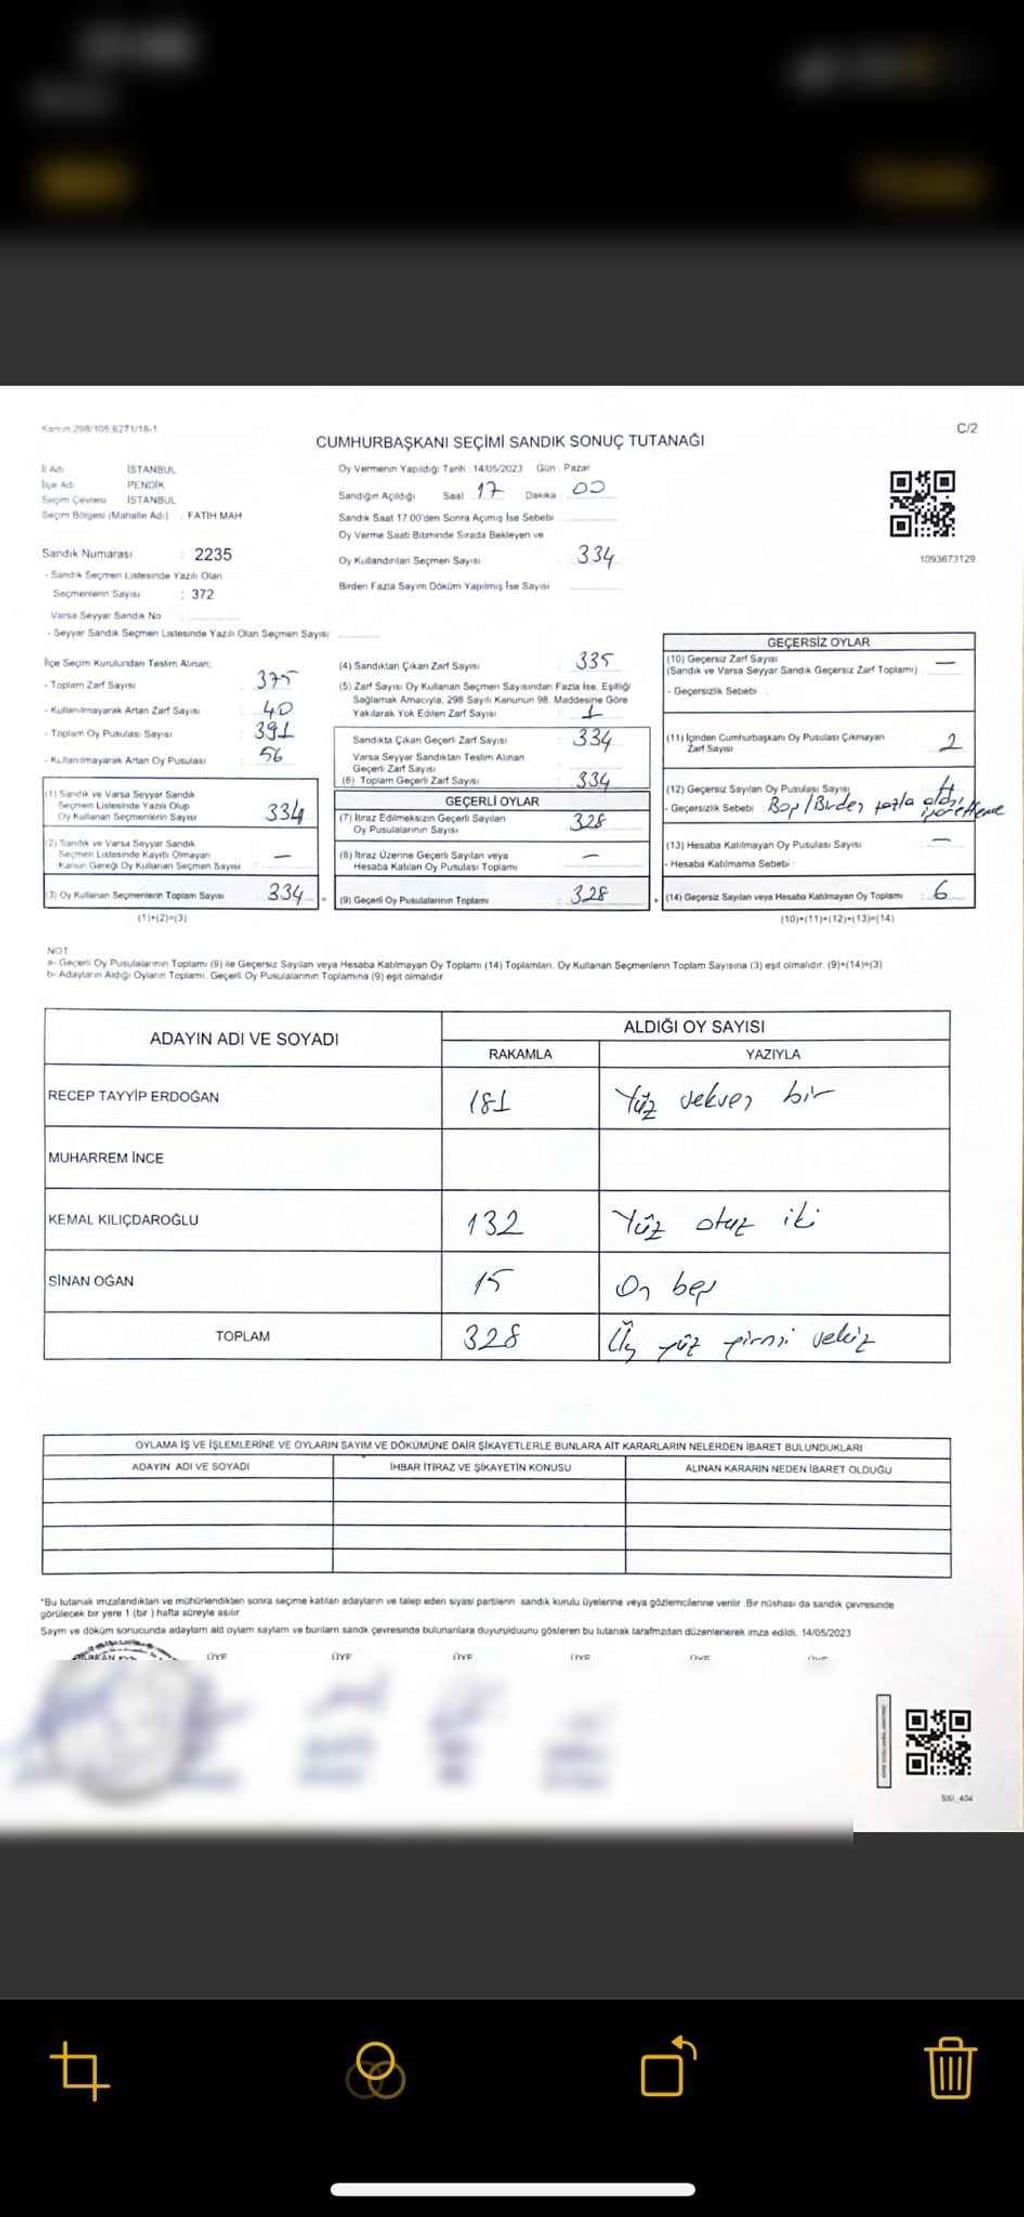 Kanun:298/105,6271/18-1
C/2
CUMHURBAŞKANI SEÇİMİ SANDIK SONUÇ TUTANAĞI
İl Adı İSTANBUL
İlçe Adı PENDİK
Seçim Çevresi İSTANBUL
Seçim Bölgesi (Mahalle Adı) : FATİH MAH
Sandık Numarası : 2235
- Sandık Seçmen Listesinde Yazılı Olan
Seçmenlerin Sayısı : 372
Varsa Seyyar Sandık No
- Seyyar Sandık Seçmen Listesinde Yazılı Olan Seçmen Sayısı
Oy Vermenin Yapıldığı Tarih : 14/05/2023 Gün : Pazar
Sandığın Açıldığı Saat 17 Dakika 00
Sandık Saat 17:00'den Sonra Açımış İse Sebebi
Oy Verme Saati Bitiminde Sırada Bekleyen ve
Oy Kullandırılan Seçmen Sayısı 334
Birden Fazla Sayım Döküm Yapılmış İse Sayısı
1093673129
İlçe Seçim Kurulundan Teslim Alınan;
- Toplam Zarf Sayısı 375
- Kullanılmayarak Artan Zarf Sayısı 40
- Toplam Oy Pusulası Sayısı 391
- Kullanılmayarak Artan Oy Pusulası 56
(1) Sandık ve Varsa Seyyar Sandık
Seçmen Listesinde Yazılı Olup
Oy Kullanan Seçmenlerin Sayısı 334
(2) Sandık ve Varsa Seyyar Sandık
Seçmen Listesinde Kayıtlı Olmayan
Kanun Gereği Oy Kullanan Seçmen Sayısı —
(3) Oy Kullanan Seçmenlerin Toplam Sayısı 334
(1)+(2)=(3)
(4) Sandıktan Çıkan Zarf Sayısı 335
(5) Zarf Sayısı Oy Kullanan Seçmen Sayısından Fazla İse, Eşitliği
Sağlamak Amacıyla, 298 Sayılı Kanunun 98. Maddesine Göre
Yakılarak Yok Edilen Zarf Sayısı 1
Sandıkta Çıkan Geçerli Zarf Sayısı 334
Varsa Seyyar Sandıktan Teslim Alınan
Geçerli Zarf Sayısı
(6) Toplam Geçerli Zarf Sayısı 334
GEÇERLİ OYLAR
(7) İtiraz Edilmeksizin Geçerli Sayılan
Oy Pusulalarının Sayısı 328
(8) İtiraz Üzerine Geçerli Sayılan veya
Hesaba Katılan Oy Pusulası Toplamı —
(9) Geçerli Oy Pusulalarının Toplamı 328
GEÇERSİZ OYLAR
(10) Geçersiz Zarf Sayısı
(Sandık ve Varsa Seyyar Sandık Geçersiz Zarf Toplamı) —
- Geçersizlik Sebebi
(11) İçinden Cumhurbaşkanı Oy Pusulası Çıkmayan
Zarf Sayısı 2
(12) Geçersiz Sayılan Oy Pusulası Sayısı 4
- Geçersizlik Sebebi : Boş/Birden fazla
(13) Hesaba Katılmayan Oy Pusulası Sayısı —
- Hesaba Katılmama Sebebi
(14) Geçersiz Sayılan veya Hesaba Katılmayan Oy Toplamı : 6
(10)+(11)+(12)+(13)=(14)
NOT
a- Geçerli Oy Pusulalarının Toplamı (9) ile Geçersiz Sayılan veya Hesaba Katılmayan Oy Toplamı (14) Toplamları, Oy Kullanan Seçmenlerin Toplam Sayısına (3) eşit olmalıdır. (9)+(14)=(3)
b- Adayların Aldığı Oyların Toplamı, Geçerli Oy Pusulalarının Toplamına (9) eşit olmalıdır
ADAYIN ADI VE SOYADI
ALDIĞI OY SAYISI
RAKAMLA YAZIYLA
RECEP TAYYİP ERDOĞAN 181 Yüz seksen bir
MUHARREM İNCE
KEMAL KILIÇDAROĞLU 132 Yüz otuz iki
SİNAN OĞAN 15 On beş
TOPLAM 328 Üç yüz yirmi sekiz
OYLAMA İŞ VE İŞLEMLERİNE VE OYLARIN SAYIM VE DÖKÜMÜNE DAİR ŞİKAYETLERLE BUNLARA AİT KARARLARIN NELERDEN İBARET BULUNDUKLARI
ADAYIN ADI VE SOYADI İHBAR İTİRAZ VE ŞİKAYETİN KONUSU ALINAN KARARIN NEDEN İBARET OLDUĞU
*Bu tutanak imzalandıktan ve mühürlendikten sonra seçime katılan adayların ve talep eden siyasi partilerin sandık kurulu üyelerine veya gözlemcilerine verilir. Bir nüshası da sandık çevresinde
görülecek bir yere 1 (bir ) hafta süreyle asılır.
Sayım ve döküm sonucunda adayların ald oyların sayları ve bunların sandk çevresinde bulunanlara duyurulduunu gösteren bu tutanak tarafmzdan düzenlenerek imza edildi. 14/05/2023
ÜYE ÜYE ÜYE ÜYE ÜYE
SSI_404